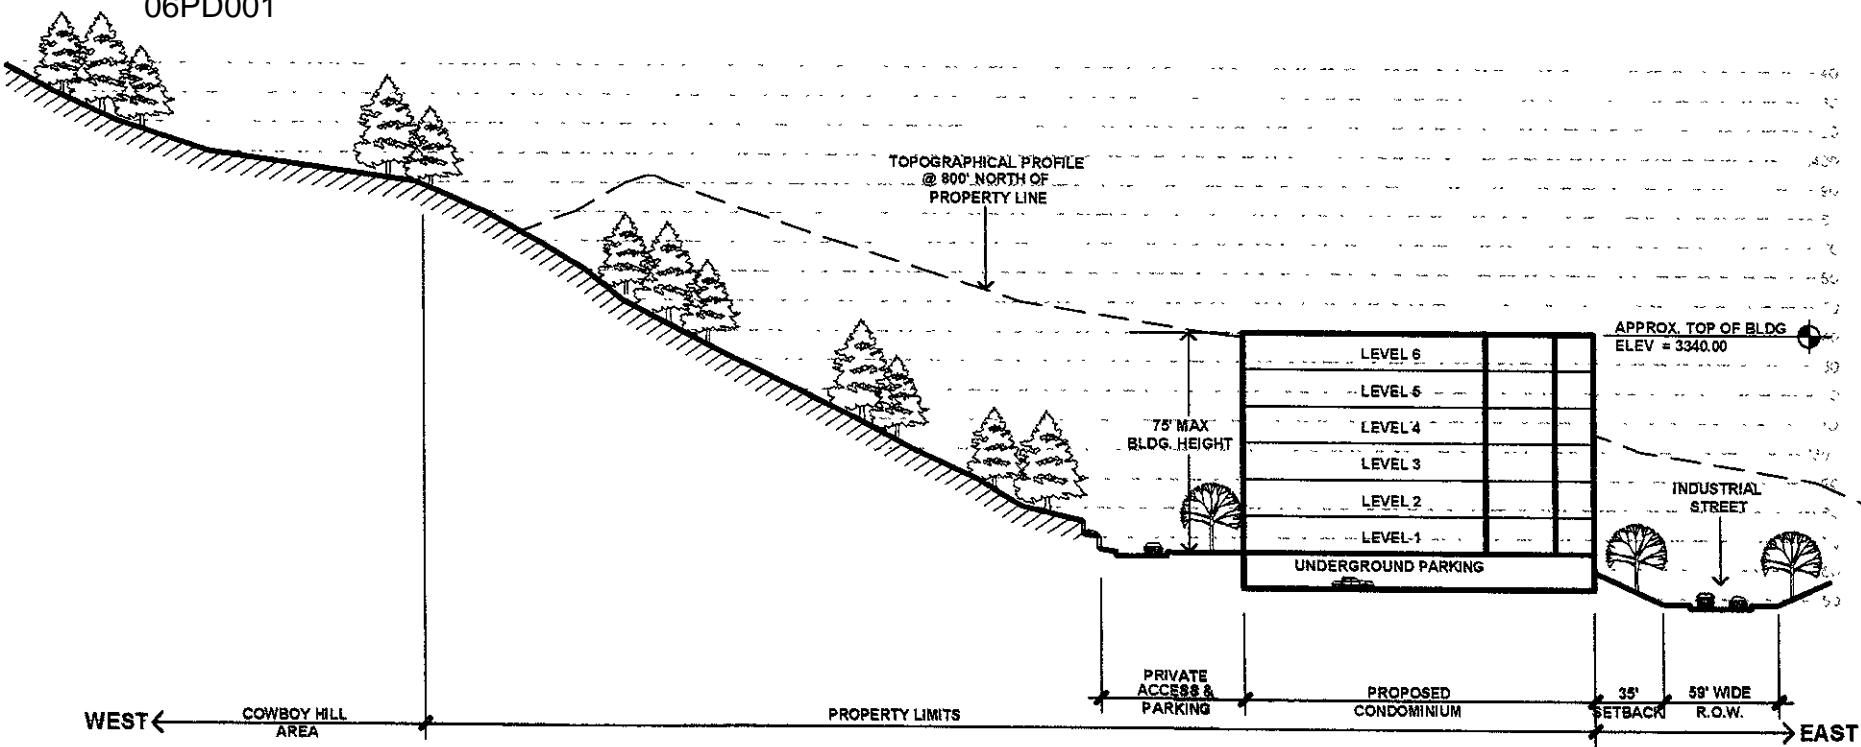 06PD001
TOPOGRAPHICAL PROFILE
@ 800' NORTH OF
PROPERTY LINE
APPROX. TOP OF BLDG
ELEV = 3340.00
75' MAX
BLDG. HEIGHT
LEVEL 6
LEVEL 5
LEVEL 4
LEVEL 3
LEVEL 2
LEVEL 1
UNDERGROUND PARKING
INDUSTRIAL
STREET
PRIVATE
ACCESS &
PARKING
PROPOSED
CONDOMINIUM
35'
SETBACK
59' WIDE
R.O.W.
WEST
COWBOY HILL
AREA
PROPERTY LIMITS
EAST